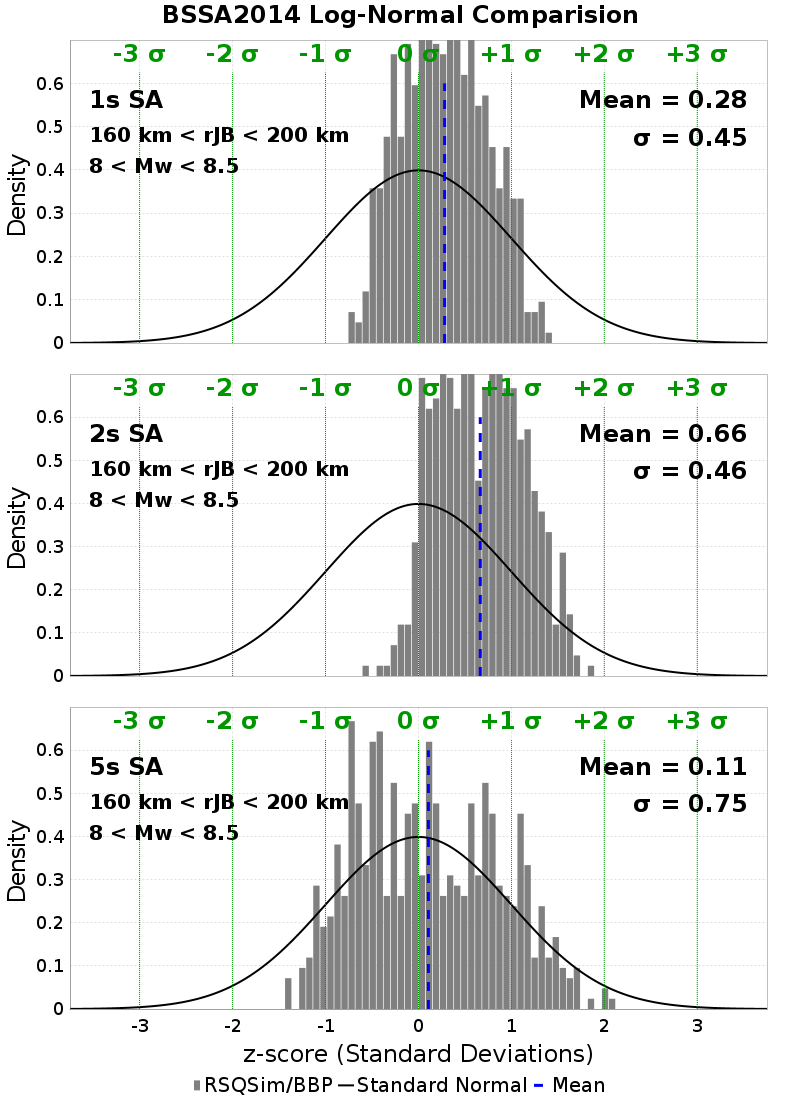 BSSA2014 Log-Normal Comparision
-3 σ -2 σ -1 σ 0 σ +1 σ +2 σ +3 σ
1s SA
160 km < rJB < 200 km
8 < Mw < 8.5
Mean = 0.28
σ = 0.45
0.6
0.5
0.4
0.3
0.2
0.1
0
Density
-3 σ -2 σ -1 σ 0 σ +1 σ +2 σ +3 σ
2s SA
160 km < rJB < 200 km
8 < Mw < 8.5
Mean = 0.66
σ = 0.46
0.6
0.5
0.4
0.3
0.2
0.1
0
Density
-3 σ -2 σ -1 σ 0 σ +1 σ +2 σ +3 σ
5s SA
160 km < rJB < 200 km
8 < Mw < 8.5
Mean = 0.11
σ = 0.75
0.6
0.5
0.4
0.3
0.2
0.1
0
Density
-3 -2 -1 0 1 2 3
z-score (Standard Deviations)
RSQSim/BBP Standard Normal Mean